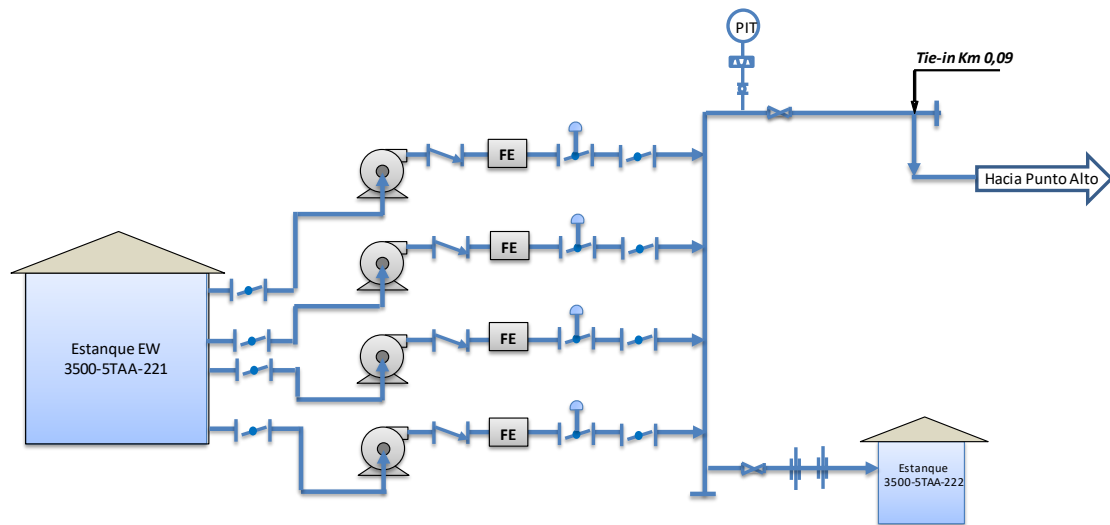 PIT
Tie-in Km 0,09
FE
Hacia Punto Alto
FE
Estanque EW
3500-5TAA-221
FE
FE
Estanque
3500-5TAA-222